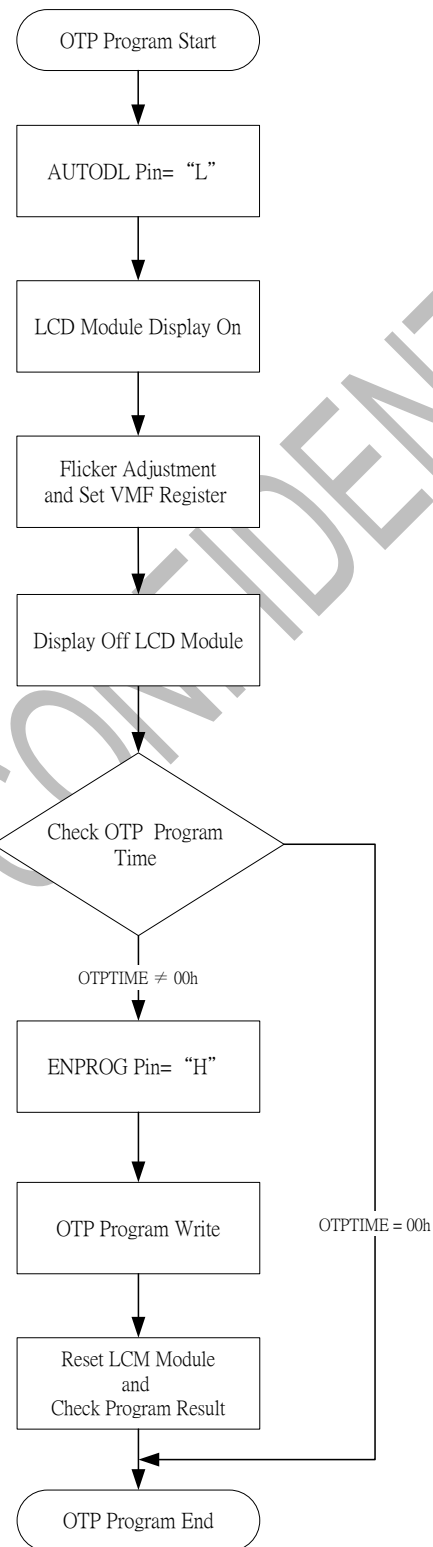 OTP Program Start
AUTODL Pin= “L”
LCD Module Display On
Flicker Adjustment
and Set VMF Register
Display Off LCD Module
Check OTP Program
Time
OTPTIME ≠ 00h
ENPROG Pin= “H”
OTP Program Write
OTPTIME = 00h
Reset LCM Module
and
Check Program Result
OTP Program End